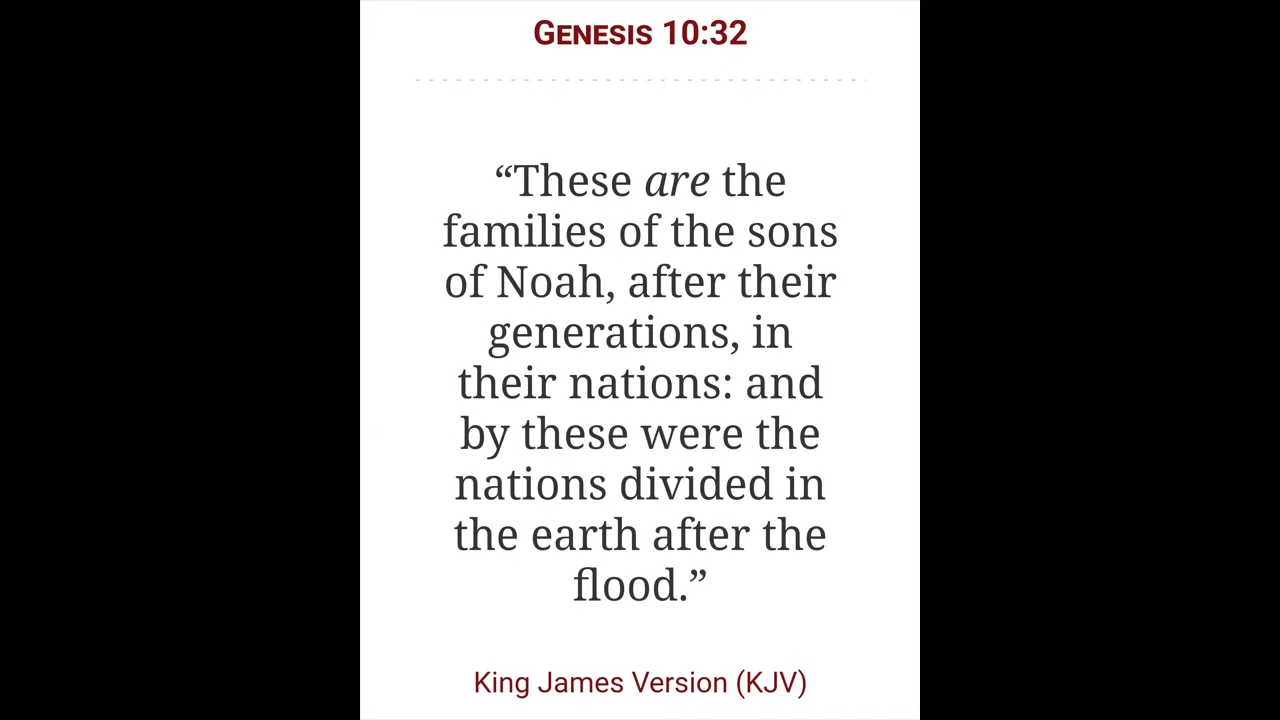 GENESIS 10:32
“These are the
families of the sons
of Noah, after their
generations, in
their nations: and
by these were the
nations divided in
the earth after the
flood.”
King James Version (KJV)